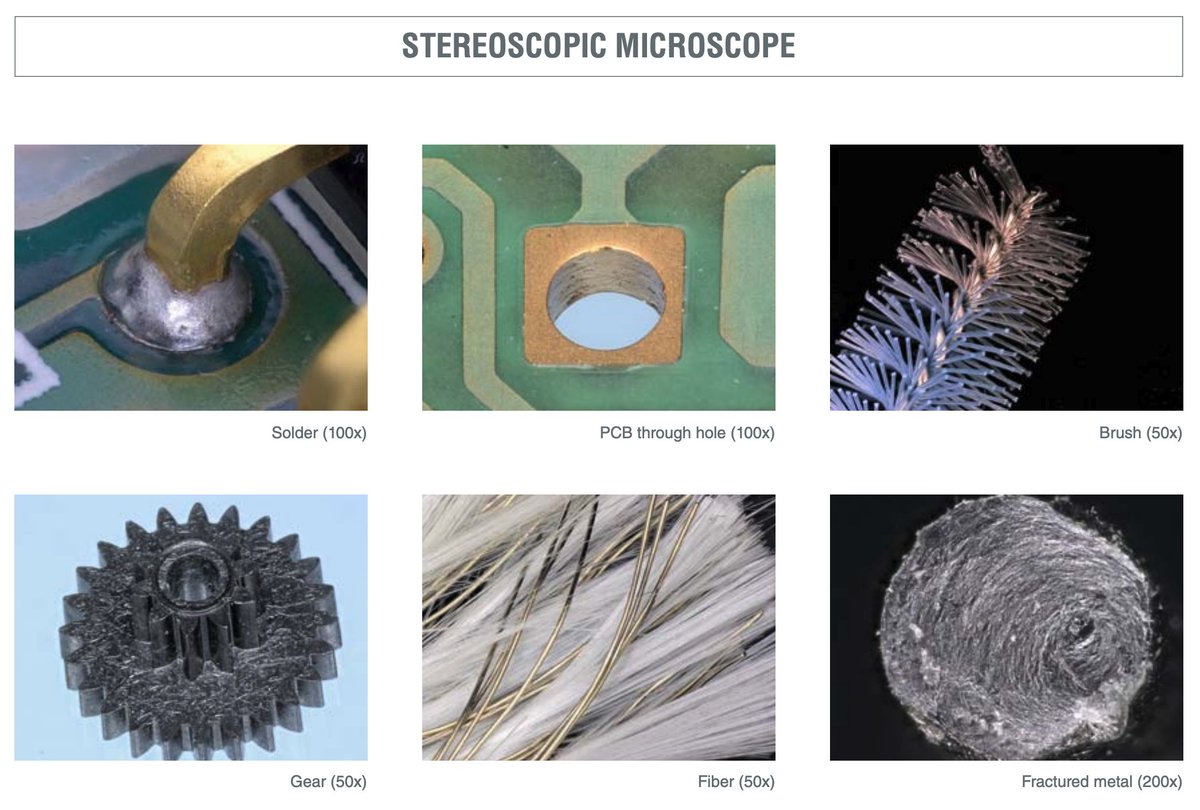 STEREOSCOPIC MICROSCOPE
Solder (100x)
PCB through hole (100x)
Brush (50x)
Gear (50x)
Fiber (50x)
Fractured metal (200x)